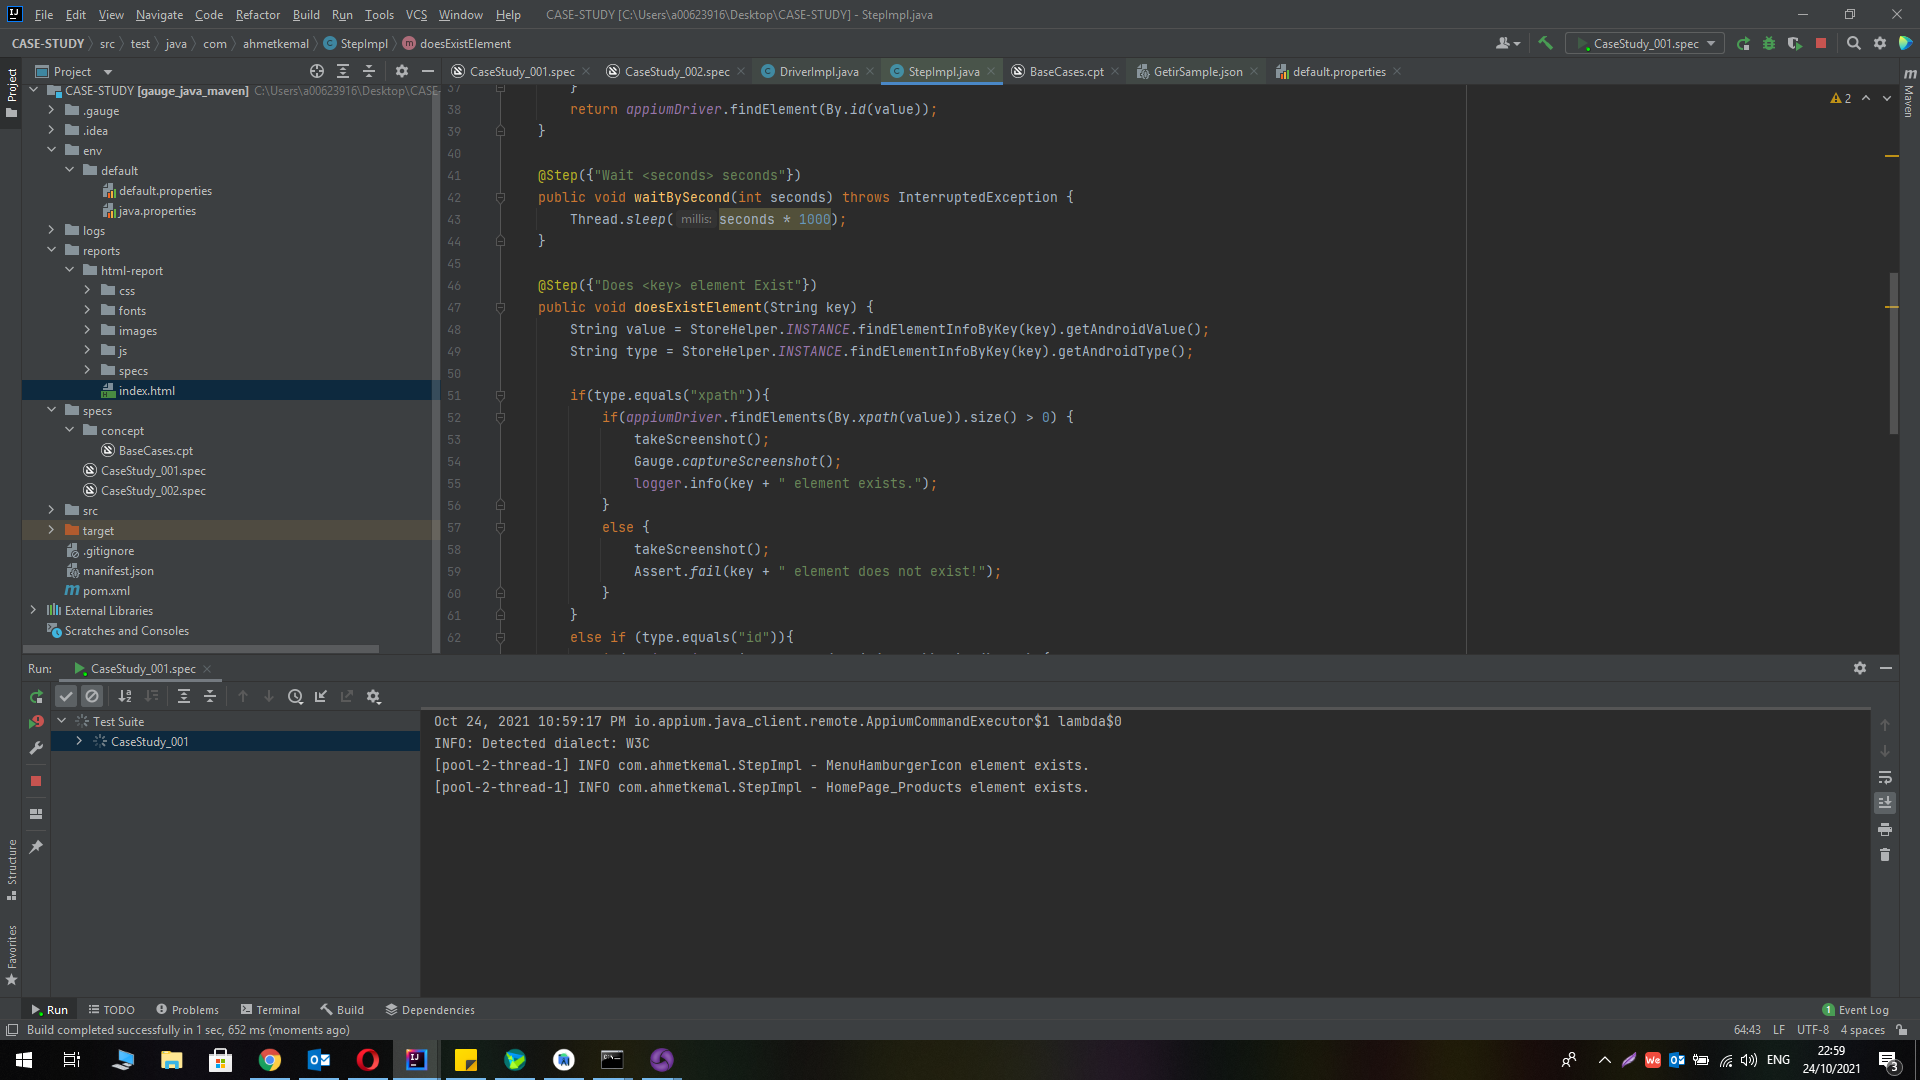 File Edit View Navigate Code Refactor Build Run Tools VCS Window Help CASE-STUDY [C:\Users\a00623916\Desktop\CASE-STUDY] - StepImpl.java
CASE-STUDY src test java com ahmetkemal StepImpl doesExistElement
CaseStudy_001.spec
Project
CaseStudy_001.spec CaseStudy_002.spec DriverImpl.java StepImpl.java BaseCases.cpt GetirSample.json default.properties
Project
Maven
CASE-STUDY [gauge_java_maven] C:\Users\a00623916\Desktop\CASE-
.gauge
.idea
env
default
default.properties
java.properties
logs
reports
html-report
css
fonts
images
js
specs
index.html
specs
concept
BaseCases.cpt
CaseStudy_001.spec
CaseStudy_002.spec
src
target
.gitignore
manifest.json
pom.xml
External Libraries
Scratches and Consoles
2
37 }
38 return appiumDriver.findElement(By.id(value));
39 }
40
41 @Step({"Wait <seconds> seconds"})
42 public void waitBySecond(int seconds) throws InterruptedException {
43 Thread.sleep( millis: seconds * 1000);
44 }
45
46 @Step({"Does <key> element Exist"})
47 public void doesExistElement(String key) {
48 String value = StoreHelper.INSTANCE.findElementInfoByKey(key).getAndroidValue();
49 String type = StoreHelper.INSTANCE.findElementInfoByKey(key).getAndroidType();
50
51 if(type.equals("xpath")){
52 if(appiumDriver.findElements(By.xpath(value)).size() > 0) {
53 takeScreenshot();
54 Gauge.captureScreenshot();
55 logger.info(key + " element exists.");
56 }
57 else {
58 takeScreenshot();
59 Assert.fail(key + " element does not exist!");
60 }
61 }
62 else if (type.equals("id")){
Run: CaseStudy_001.spec
Test Suite
CaseStudy_001
Oct 24, 2021 10:59:17 PM io.appium.java_client.remote.AppiumCommandExecutor$1 lambda$0
INFO: Detected dialect: W3C
[pool-2-thread-1] INFO com.ahmetkemal.StepImpl - MenuHamburgerIcon element exists.
[pool-2-thread-1] INFO com.ahmetkemal.StepImpl - HomePage_Products element exists.
Structure
Favorites
Run TODO Problems Terminal Build Dependencies 1 Event Log
Build completed successfully in 1 sec, 652 ms (moments ago) 64:43 LF UTF-8 4 spaces
ENG 22:59
24/10/2021 3